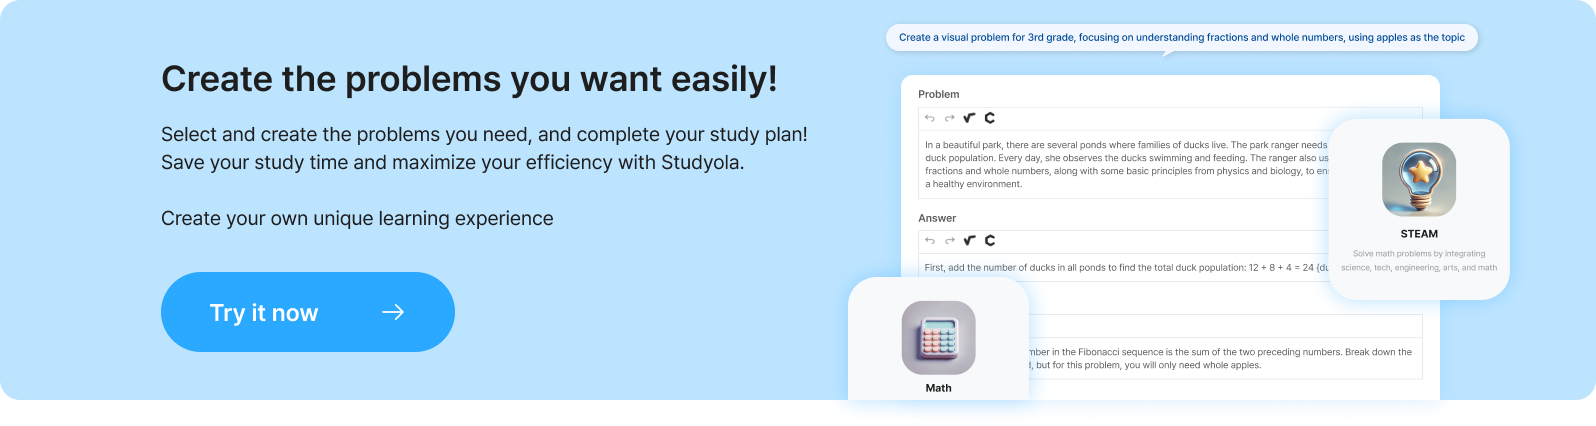 Create the problems you want easily!
Select and create the problems you need, and complete your study plan!
Save your study time and maximize your efficiency with Studyola.
Create your own unique learning experience
Try it now
Create a visual problem for 3rd grade, focusing on understanding fractions and whole numbers, using apples as the topic
Problem
In a beautiful park, there are several ponds where families of ducks live. The park ranger needs
duck population. Every day, she observes the ducks swimming and feeding. The ranger also us
fractions and whole numbers, along with some basic principles from physics and biology, to en
a healthy environment.
Answer
First, add the number of ducks in all ponds to find the total duck population: 12 + 8 + 4 = 24 (du
STEAM
Solve math problems by integrating
science, tech, engineering, arts, and math
Math
mber in the Fibonacci sequence is the sum of the two preceding numbers. Break down the
, but for this problem, you will only need whole apples.